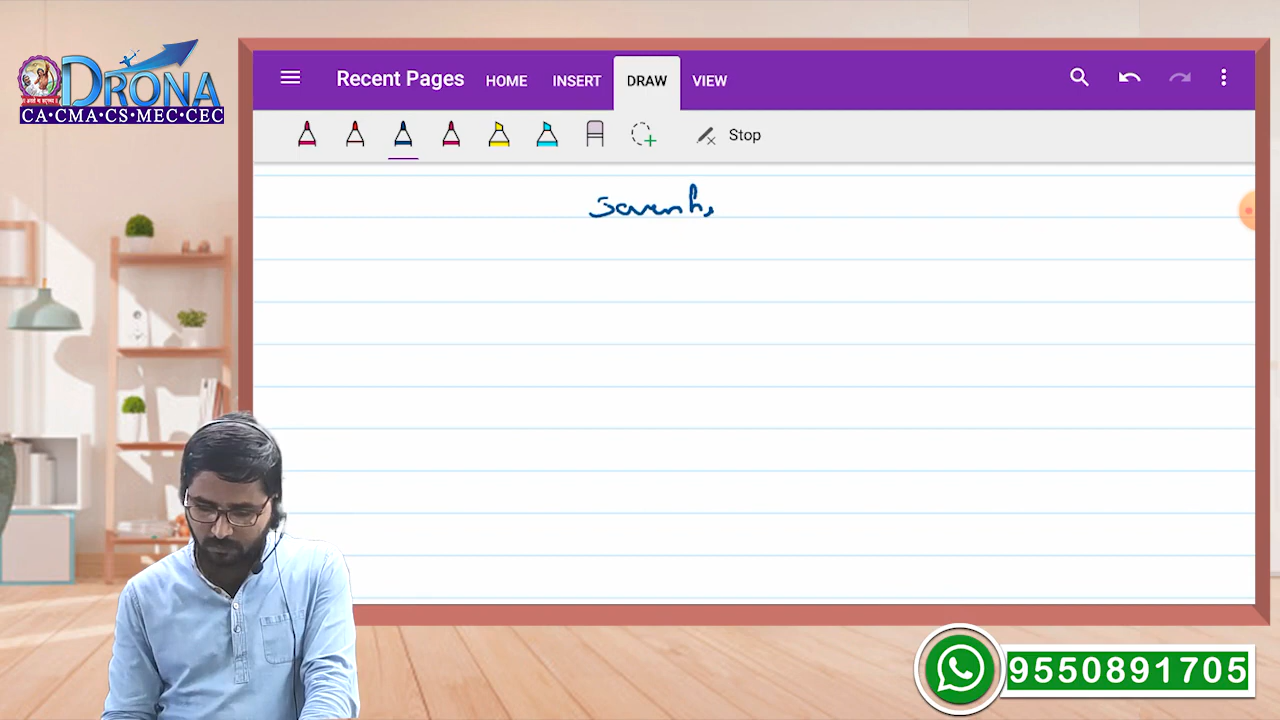 DRONA
CA•CMA•CS•MEC•CEC
Recent Pages HOME INSERT DRAW VIEW
Stop
9550891705